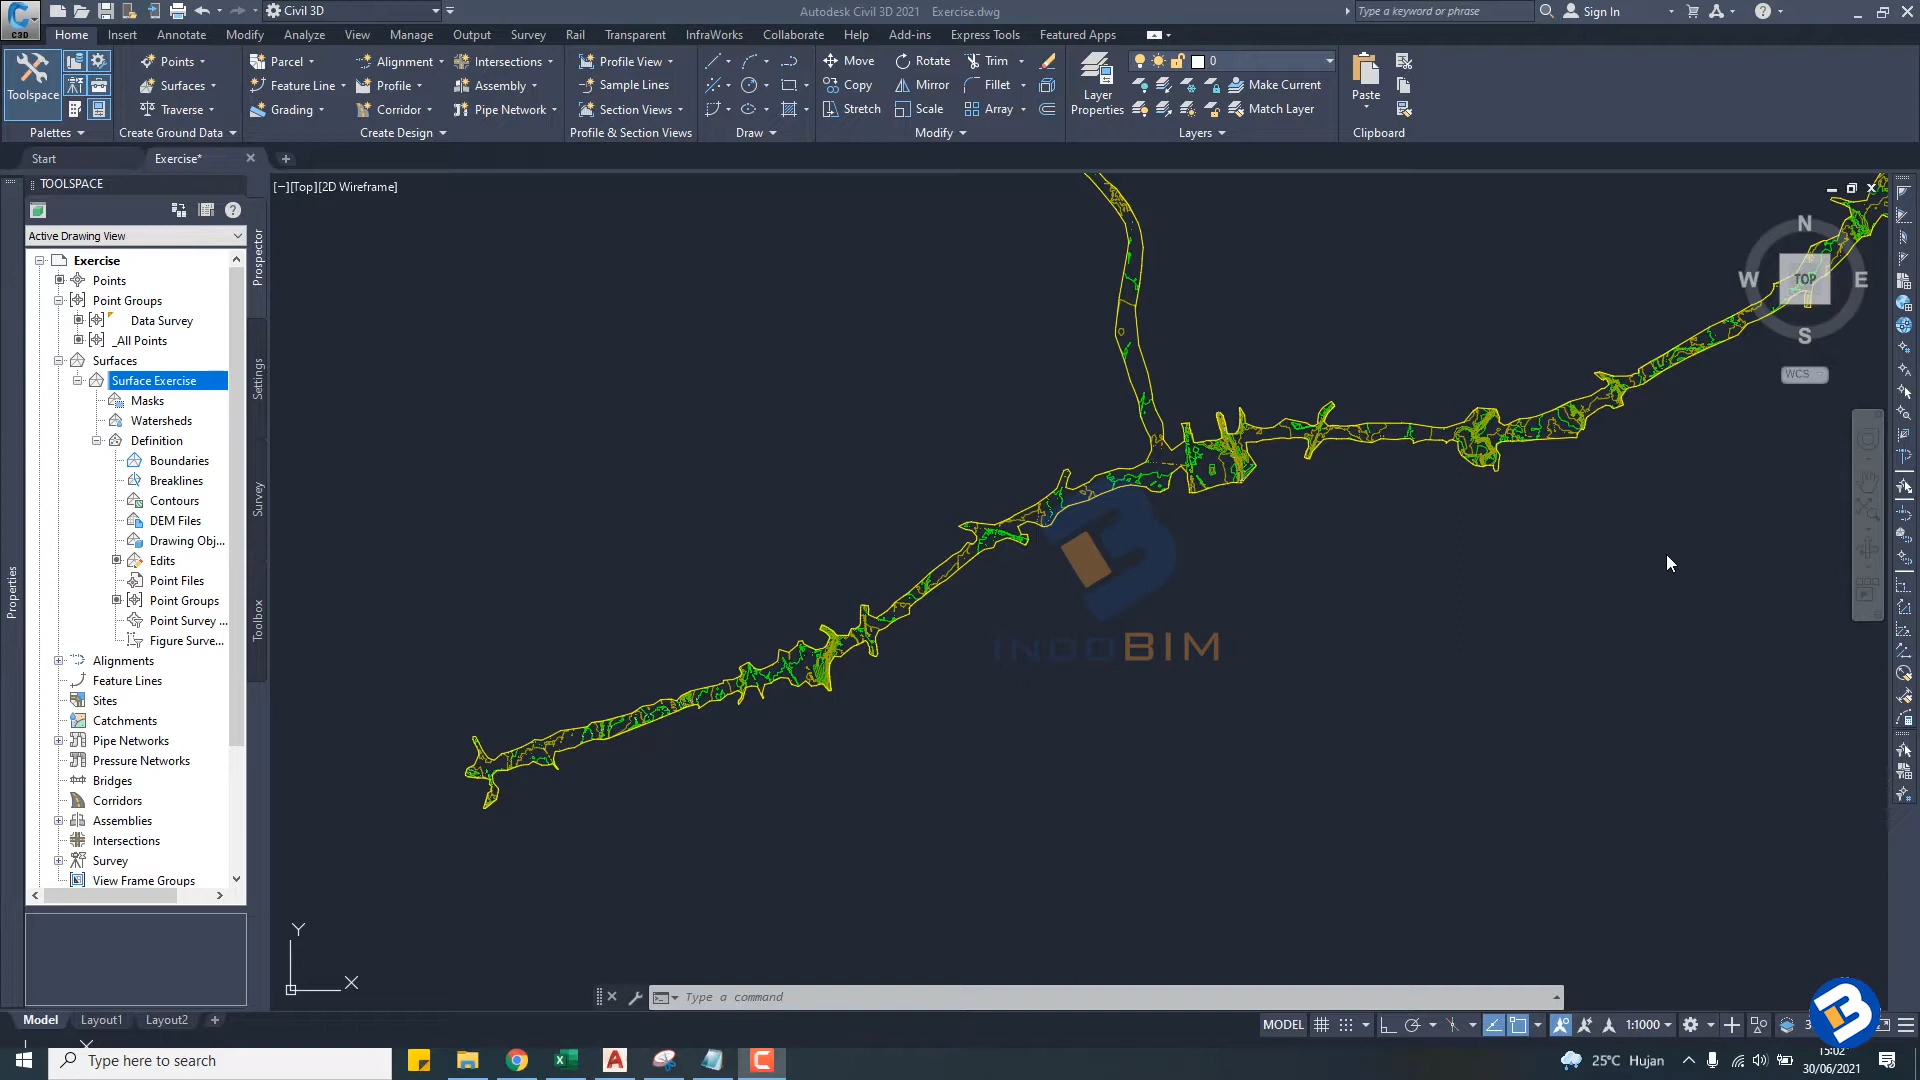 C3D
Civil 3D
Autodesk Civil 3D 2021 Exercise.dwg
Type a keyword or phrase
Sign In
Home Insert Annotate Modify Analyze View Manage Output Survey Rail Transparent InfraWorks Collaborate Help Add-ins Express Tools Featured Apps
Toolspace
Palettes
Points
Surfaces
Traverse
Create Ground Data
Parcel
Feature Line
Grading
Alignment
Profile
Corridor
Intersections
Assembly
Pipe Network
Create Design
Profile View
Sample Lines
Section Views
Profile & Section Views
Draw
Move
Copy
Stretch
Rotate
Mirror
Scale
Trim
Fillet
Array
Modify
Layer
Properties
0
Make Current
Match Layer
Layers
Paste
Clipboard
Start
Exercise*
TOOLSPACE
Active Drawing View
Exercise
Points
Point Groups
Data Survey
_All Points
Surfaces
Surface Exercise
Masks
Watersheds
Definition
Boundaries
Breaklines
Contours
DEM Files
Drawing Obj...
Edits
Point Files
Point Groups
Point Survey ...
Figure Surve...
Alignments
Feature Lines
Sites
Catchments
Pipe Networks
Pressure Networks
Bridges
Corridors
Assemblies
Intersections
Survey
View Frame Groups
Properties
Prospector
Settings
Survey
Toolbox
[−][Top][2D Wireframe]
N
W
TOP
E
S
WCS
INDOBIM
Y
X
Type a command
Model
Layout1
Layout2
MODEL
1:1000
Type here to search
25°C Hujan
15:02
30/06/2021